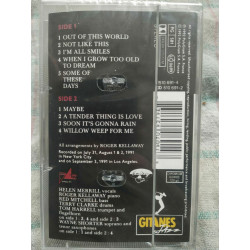 SIDE 1
1 OUT OF THIS WORLD
2 NOT LIKE THIS
3 I'M ALL SMILES
4 WHEN I GROW TOO OLD
TO DREAM
5 SOME OF
THESE
DAYS
SIDE 2
1 MAYBE
2 A TENDER THING IS LOVE
3 SOON IT'S GONNA RAIN
4 WILLOW WEEP FOR ME
All arrangements by ROGER KELLAWAY
Recorded on July 31, August 1 & 2, 1991
in New York City
and on September 5, 1991 in Los Angeles
HELEN MERRILL vocals
ROGER KELLAWAY piano
RED MITCHELL bass
TERRY CLARKE drums
TOM HARRELL trumpet and
flugelhorn
WAYNE SHORTER soprano and
tenor saxophones
GITANES
Jazz